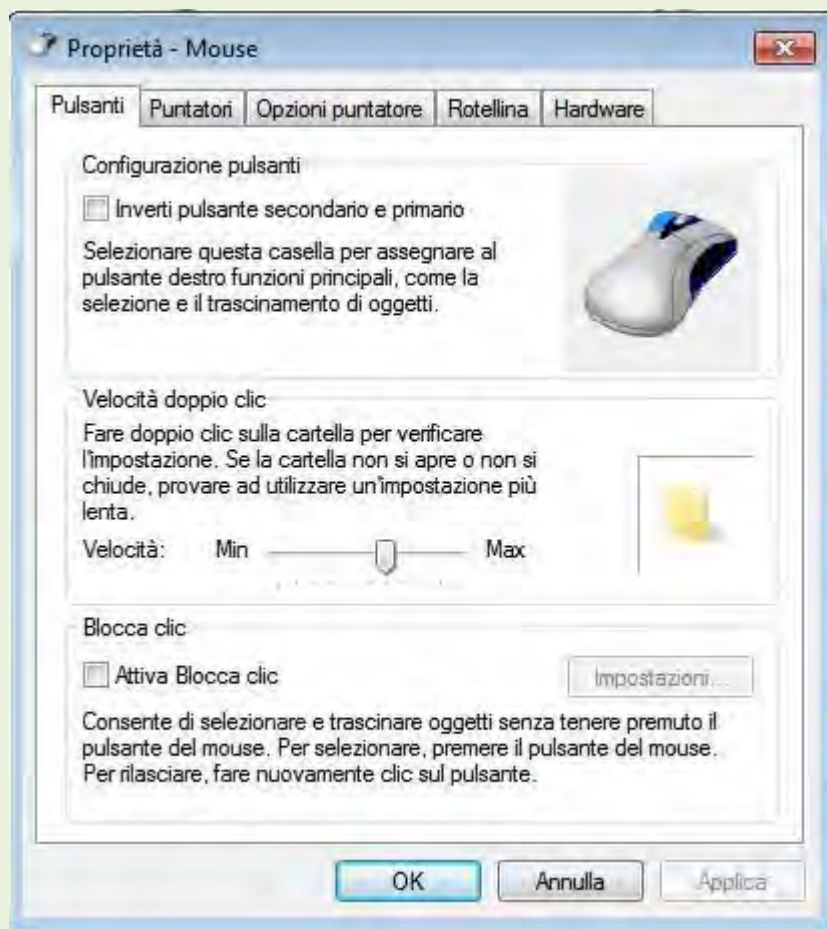 Proprietà - Mouse
Pulsanti
Puntatori
Opzioni puntatore
Rotellina
Hardware
Configurazione pulsanti
Inverti pulsante secondario e primario
Selezionare questa casella per assegnare al
pulsante destro funzioni principali, come la
selezione e il trascinamento di oggetti.
Velocità doppio clic
Fare doppio clic sulla cartella per verificare
l'impostazione. Se la cartella non si apre o non si
chiude, provare ad utilizzare un'impostazione più
lenta.
Velocità: Min Max
Blocca clic
Attiva Blocca clic
Impostazioni...
Consente di selezionare e trascinare oggetti senza tenere premuto il
pulsante del mouse. Per selezionare, premere il pulsante del mouse.
Per rilasciare, fare nuovamente clic sul pulsante.
OK
Annulla
Applica